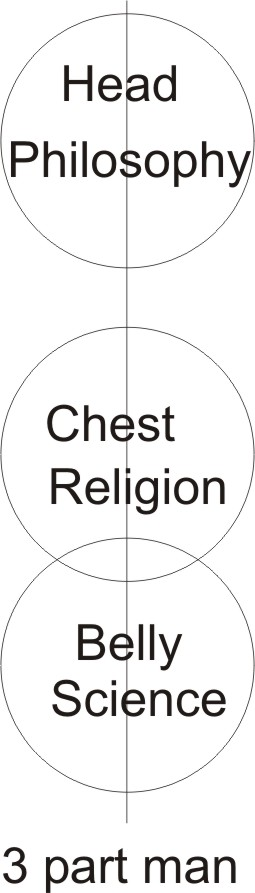 Head
Philosophy
Chest
Religion
Belly
Science
3 part man